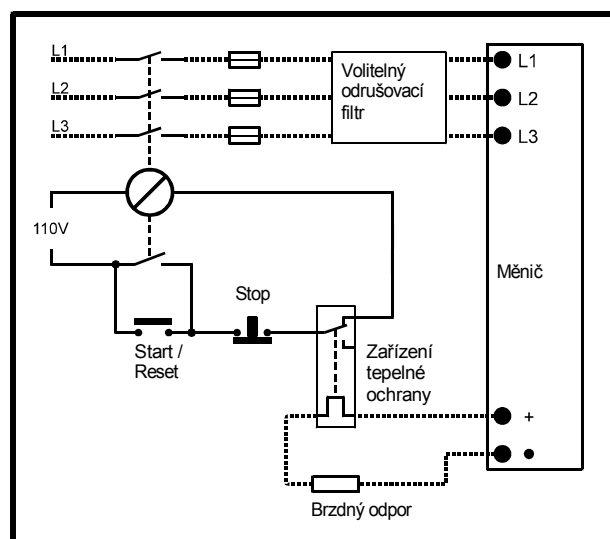 L1
L2
L3
Volitelný
odrušovací
filtr
L1
L2
L3
110V
Měnič
Stop
Start /
Reset
Zařízení
tepelné
ochrany
+
Brzdný odpor